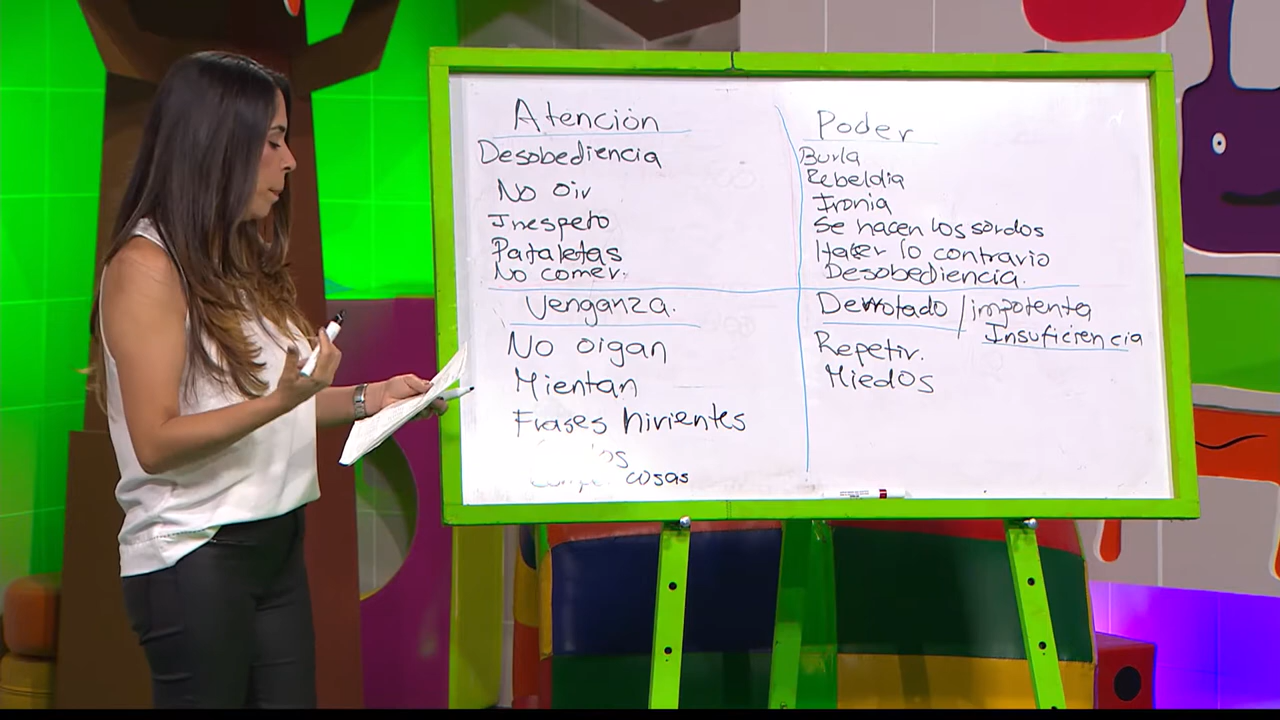 Atención
Desobediencia
No oir
Irespeto
Pataletas
No comer.
Poder
Burla
Rebeldia
Ironia
Se hacen los sordos
Hacer lo contrario
Desobediencia.
Venganza.
No oigan
Mientan
Frases hirientes
cosas
Derrotado / impotente
Insuficiencia
Repetir.
Miedos